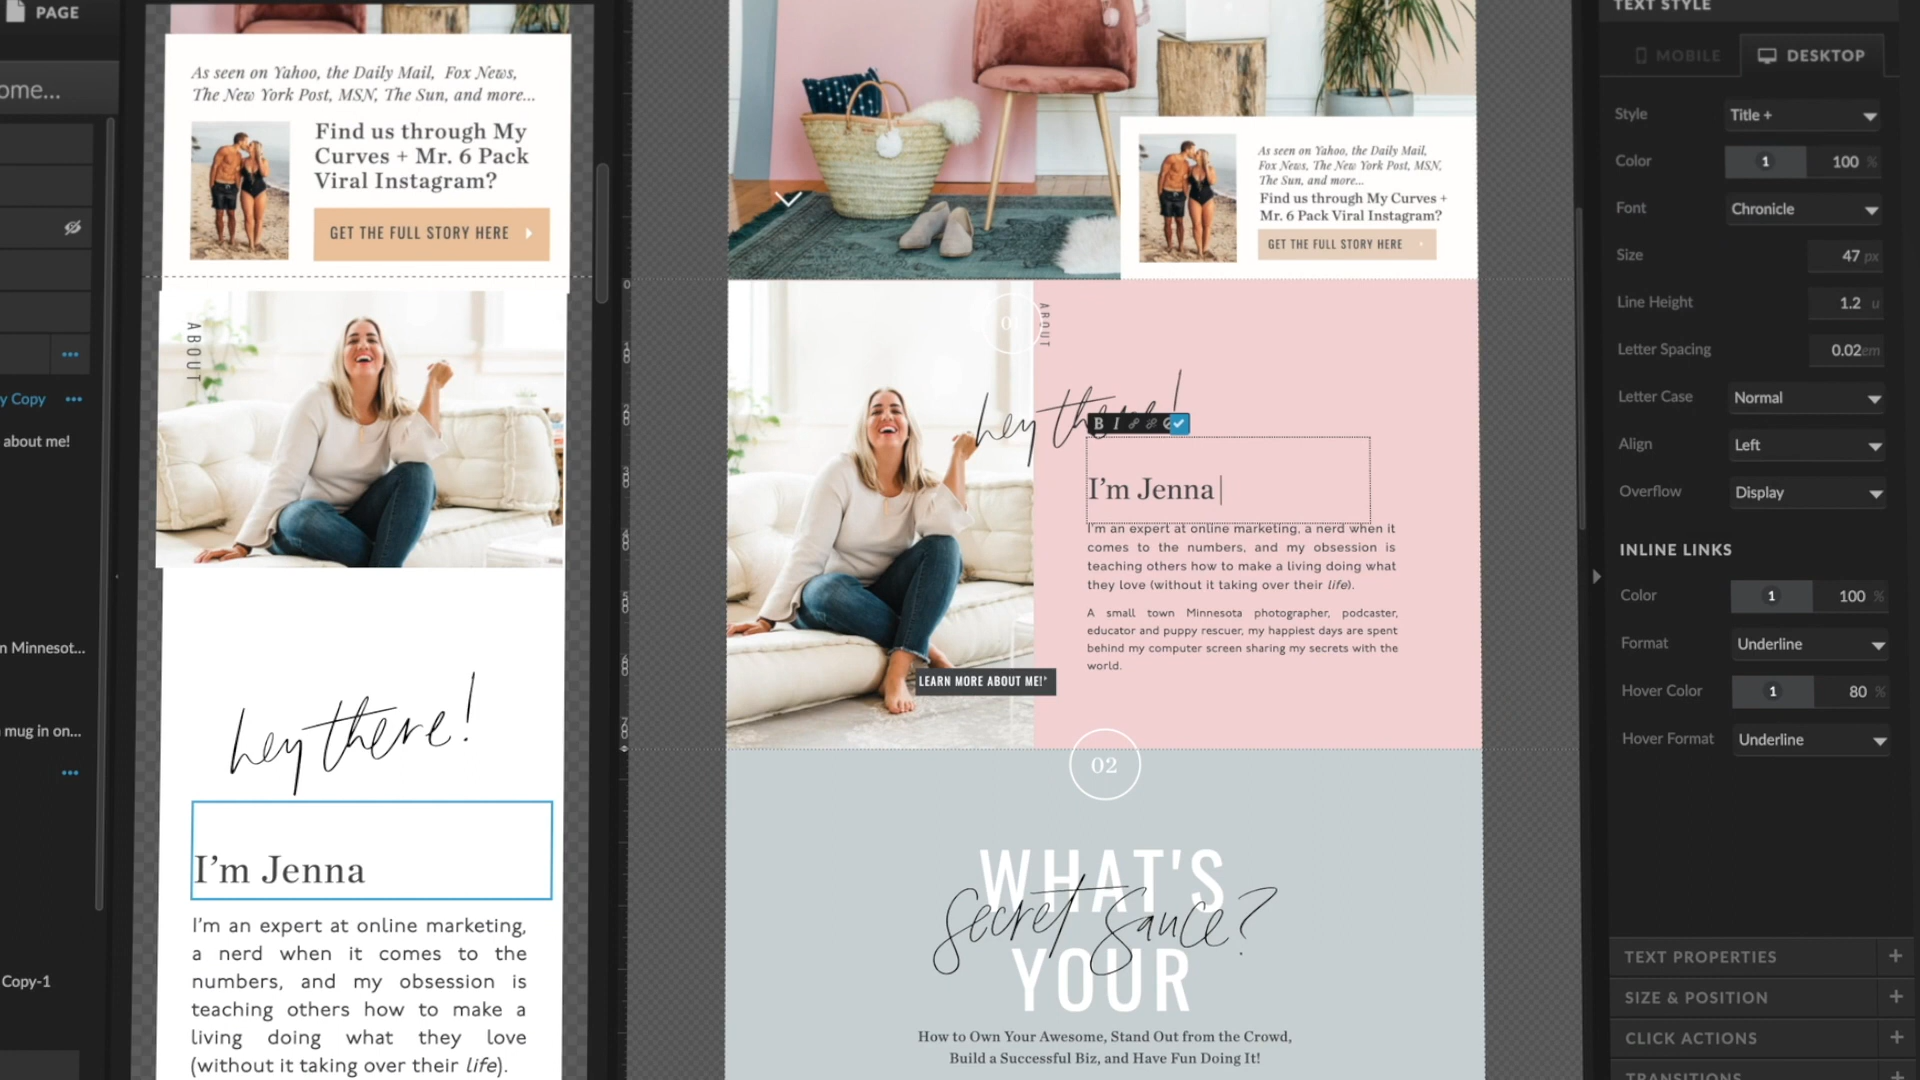 PAGE
ome...
y Copy
about me!
n Minnesot...
mug in on...
Copy-1
As seen on Yahoo, the Daily Mail, Fox News,
The New York Post, MSN, The Sun, and more...
Find us through My
Curves + Mr. 6 Pack
Viral Instagram?
GET THE FULL STORY HERE
ABOUT
hey there!
I'm Jenna
I'm an expert at online marketing,
a nerd when it comes to the
numbers, and my obsession is
teaching others how to make a
living doing what they love
(without it taking over their life).
As seen on Yahoo, the Daily Mail,
Fox News, The New York Post, MSN,
The Sun, and more...
Find us through My Curves +
Mr. 6 Pack Viral Instagram?
GET THE FULL STORY HERE
01
ABOUT
hey there!
B I
I'm Jenna
I'm an expert at online marketing, a nerd when it
comes to the numbers, and my obsession is
teaching others how to make a living doing what
they love (without it taking over their life).
A small town Minnesota photographer, podcaster,
educator and puppy rescuer, my happiest days are spent
behind my computer screen sharing my secrets with the
world.
LEARN MORE ABOUT ME!
02
WHAT'S
secret sauce?
YOUR
How to Own Your Awesome, Stand Out from the Crowd,
Build a Successful Biz, and Have Fun Doing It!
TEXT STYLE
MOBILE DESKTOP
Style Title +
Color 1 100 %
Font Chronicle
Size 47 px
Line Height 1.2 u
Letter Spacing 0.02em
Letter Case Normal
Align Left
Overflow Display
INLINE LINKS
Color 1 100 %
Format Underline
Hover Color 1 80 %
Hover Format Underline
TEXT PROPERTIES +
SIZE & POSITION +
CLICK ACTIONS +
TRANSITIONS +